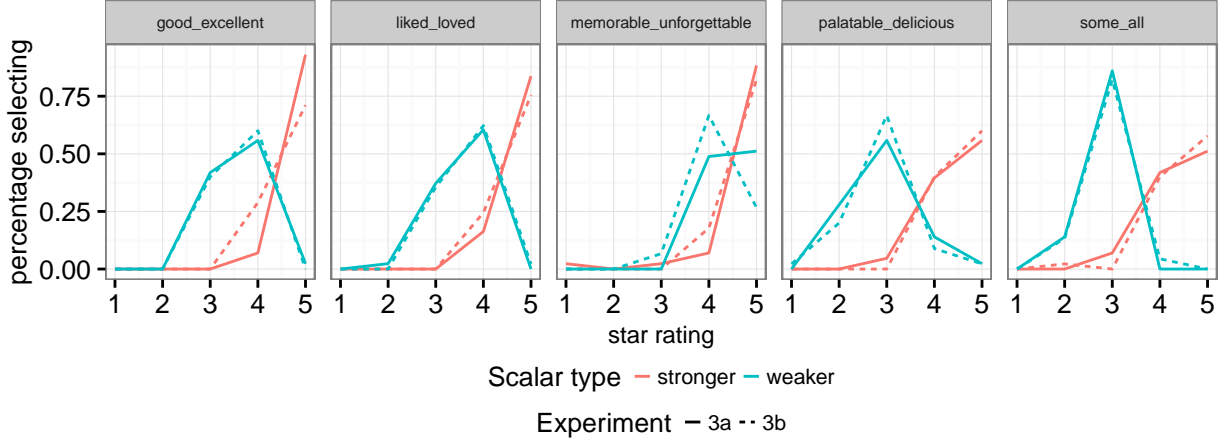 good_excellent liked_loved memorable_unforgettable palatable_delicious some_all
percentage selecting
0.75
0.50
0.25
0.00
1 2 3 4 5 1 2 3 4 5 1 2 3 4 5 1 2 3 4 5 1 2 3 4 5
star rating
Scalar type stronger weaker
Experiment 3a 3b